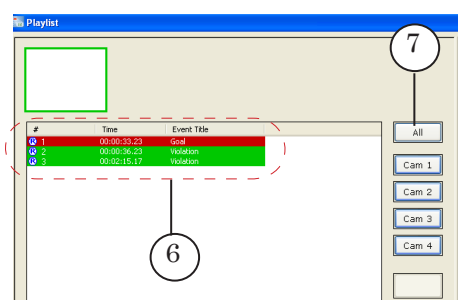 Playlist
7
# Time Event Title
R 1 00:00:33.23 Goal
R 2 00:00:36.23 Violation
R 3 00:02:15.17 Violation
All
Cam 1
Cam 2
Cam 3
Cam 4
6